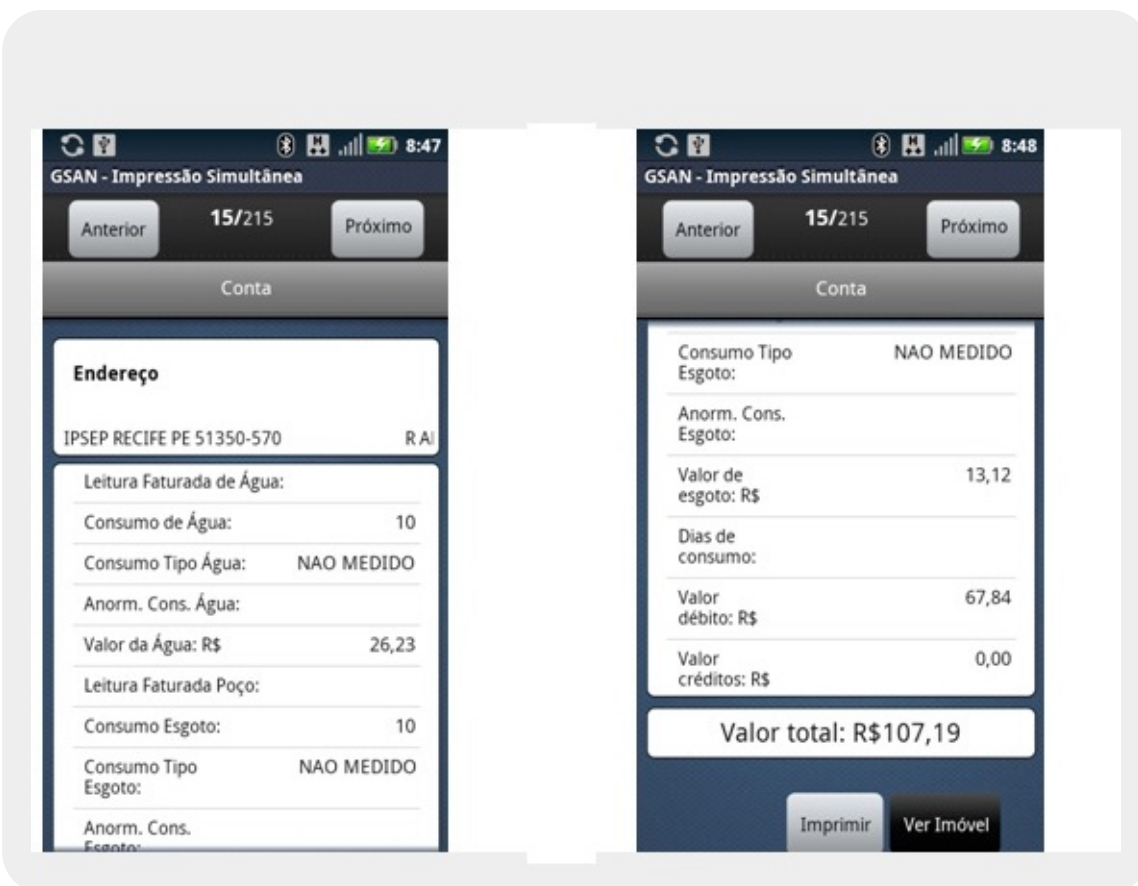 8:47
GSAN - Impressão Simultânea
Anterior
15/215
Próximo
Conta
Endereço
IPSEP RECIFE PE 51350-570 R
Leitura Faturada de Água:
Consumo de Água: 10
Consumo Tipo Água: NAO MEDIDO
Anorm. Cons. Água:
Valor da Água: R$ 26,23
Leitura Faturada Poço:
Consumo Esgoto: 10
Consumo Tipo NAO MEDIDO
Esgoto:
Anorm. Cons.
Esgoto:
8:48
GSAN - Impressão Simultânea
Anterior
15/215
Próximo
Conta
Consumo Tipo NAO MEDIDO
Esgoto:
Anorm. Cons.
Esgoto:
Valor de 13,12
esgoto: R$
Dias de
consumo:
Valor 67,84
débito: R$
Valor 0,00
créditos: R$
Valor total: R$107,19
Imprimir
Ver Imóvel